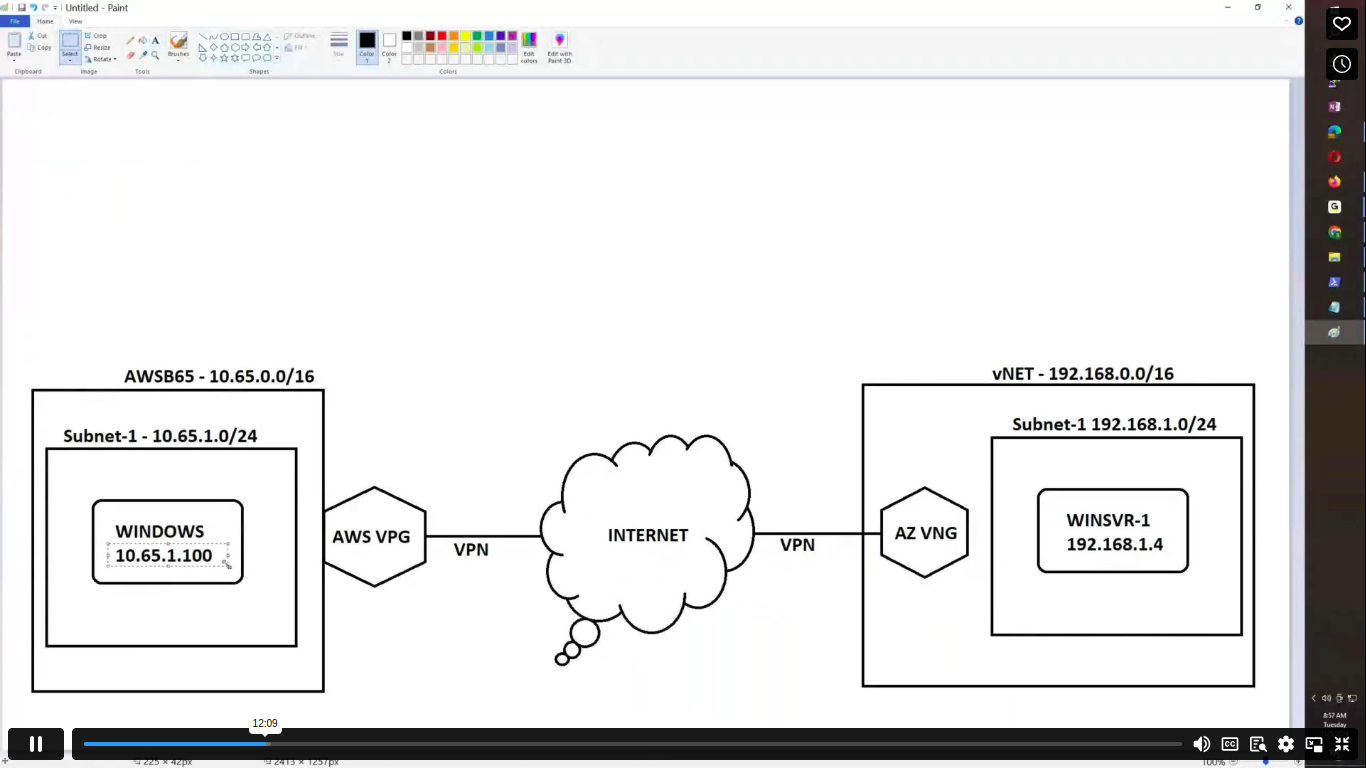 Untitled - Paint
File Home View
Paste
Cut
Copy
Clipboard
Select
Crop
Resize
Rotate
Image
Tools
Brushes
Outline
Fill
Shapes
Size
Color 1
Color 2
Edit colors
Edit with Paint 3D
Colors
AWSB65 - 10.65.0.0/16
vNET - 192.168.0.0/16
Subnet-1 - 10.65.1.0/24
Subnet-1 192.168.1.0/24
WINDOWS
10.65.1.100
AWS VPG
VPN
INTERNET
VPN
AZ VNG
WINSVR-1
192.168.1.4
8:57 AM
Tuesday
12:09
CC
225 × 42px
2413 × 1257px
100%